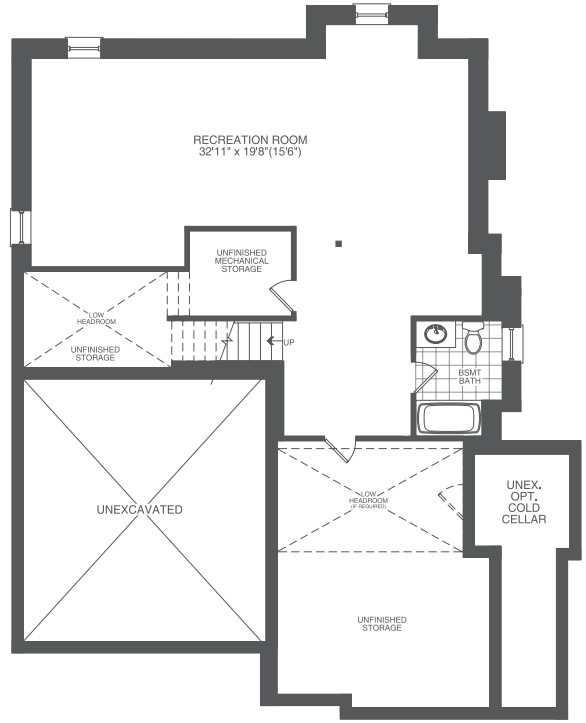 RECREATION ROOM
32'11" x 19'8"(15'6")
UNFINISHED
MECHANICAL
STORAGE
LOW
HEADROOM
UNFINISHED
STORAGE
UP
BSMT
BATH
UNEXCAVATED
LOW
HEADROOM
(IF REQUIRED)
UNEX.
OPT.
COLD
CELLAR
UNFINISHED
STORAGE